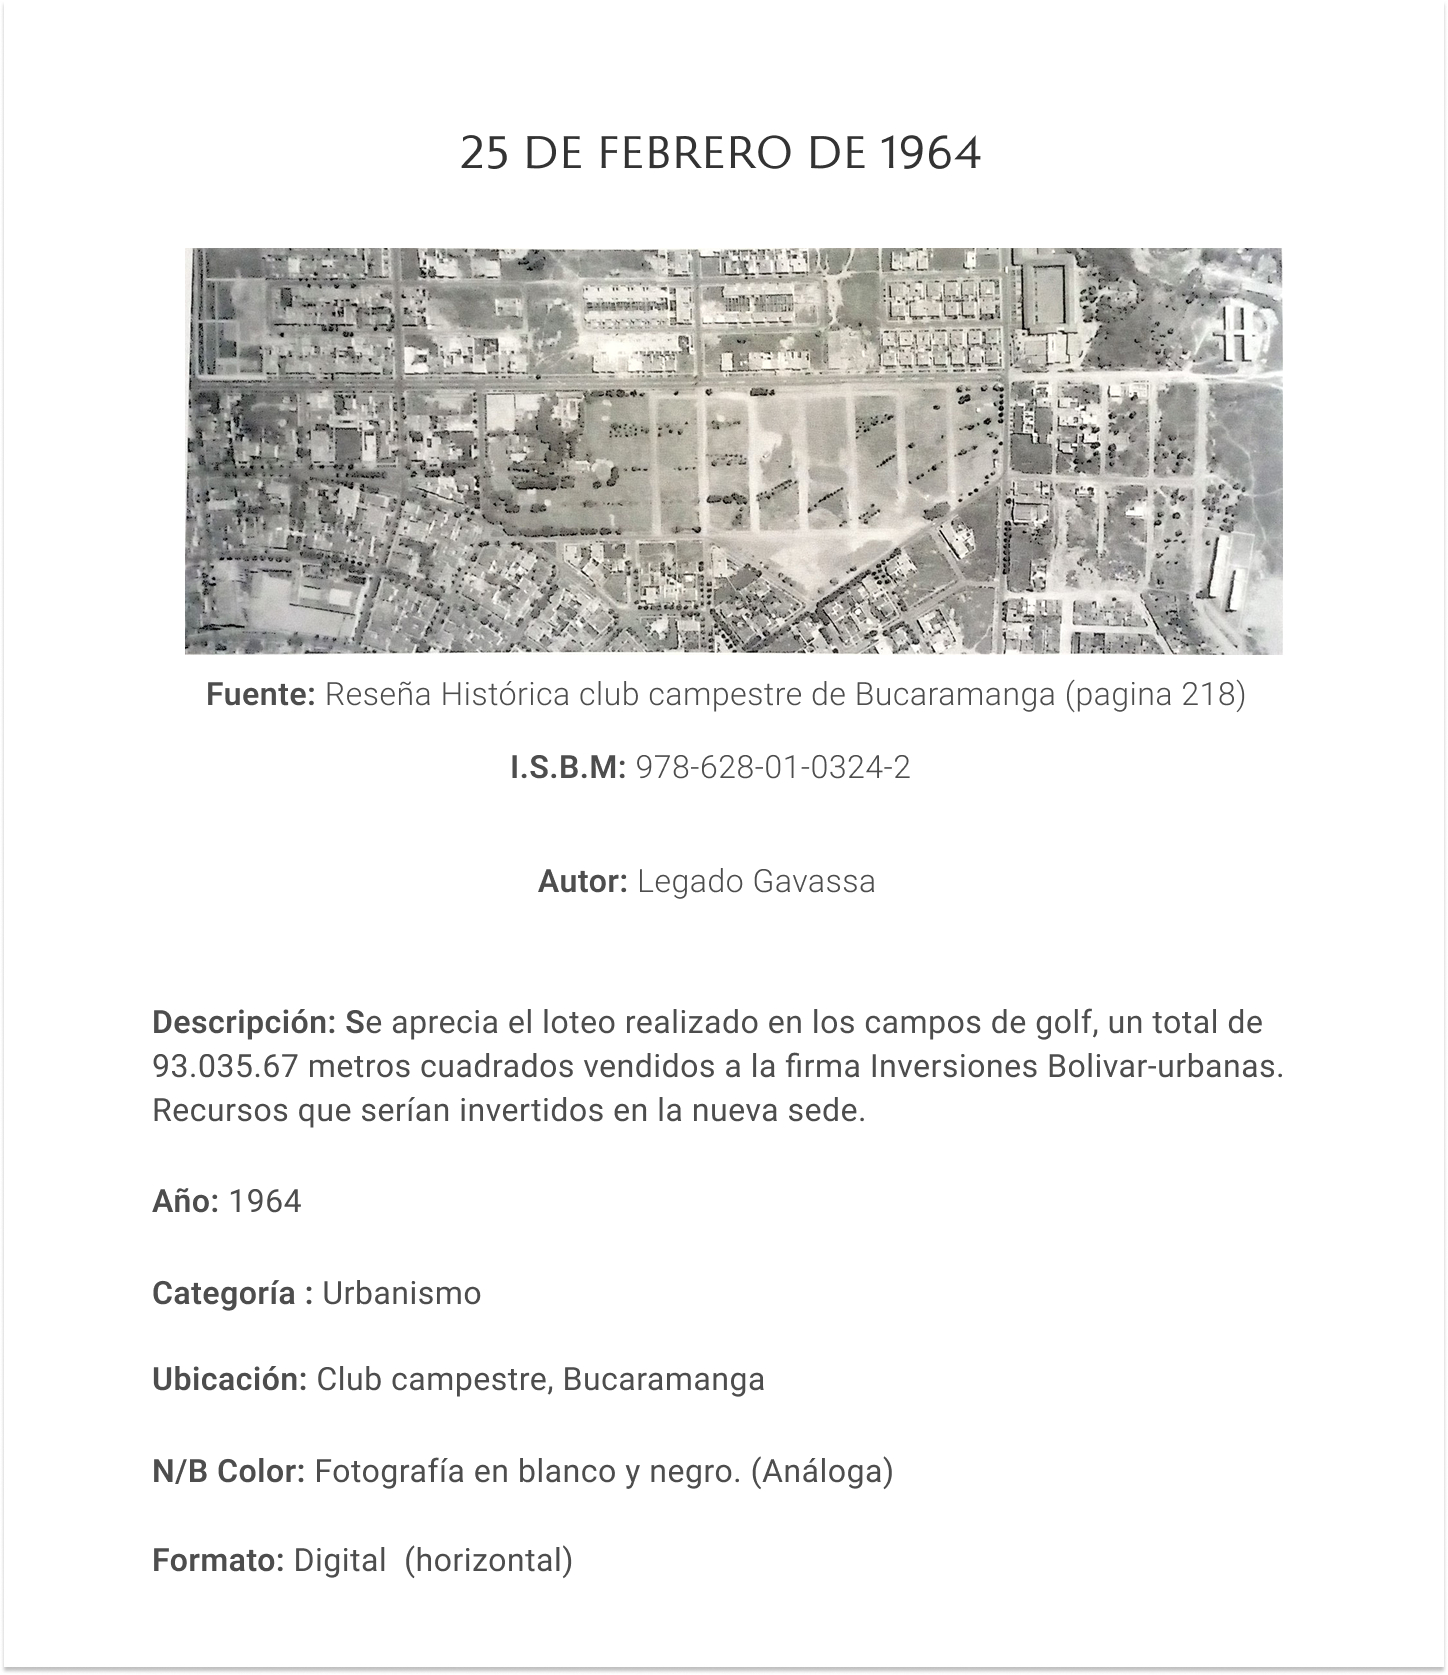 25 DE FEBRERO DE 1964
Fuente: Reseña Histórica club campestre de Bucaramanga (pagina 218)
I.S.B.M: 978-628-01-0324-2
Autor: Legado Gavassa
Descripción: Se aprecia el loteo realizado en los campos de golf, un total de
93.035.67 metros cuadrados vendidos a la firma Inversiones Bolivar-urbanas.
Recursos que serían invertidos en la nueva sede.
Año: 1964
Categoría : Urbanismo
Ubicación: Club campestre, Bucaramanga
N/B Color: Fotografía en blanco y negro. (Análoga)
Formato: Digital  (horizontal)